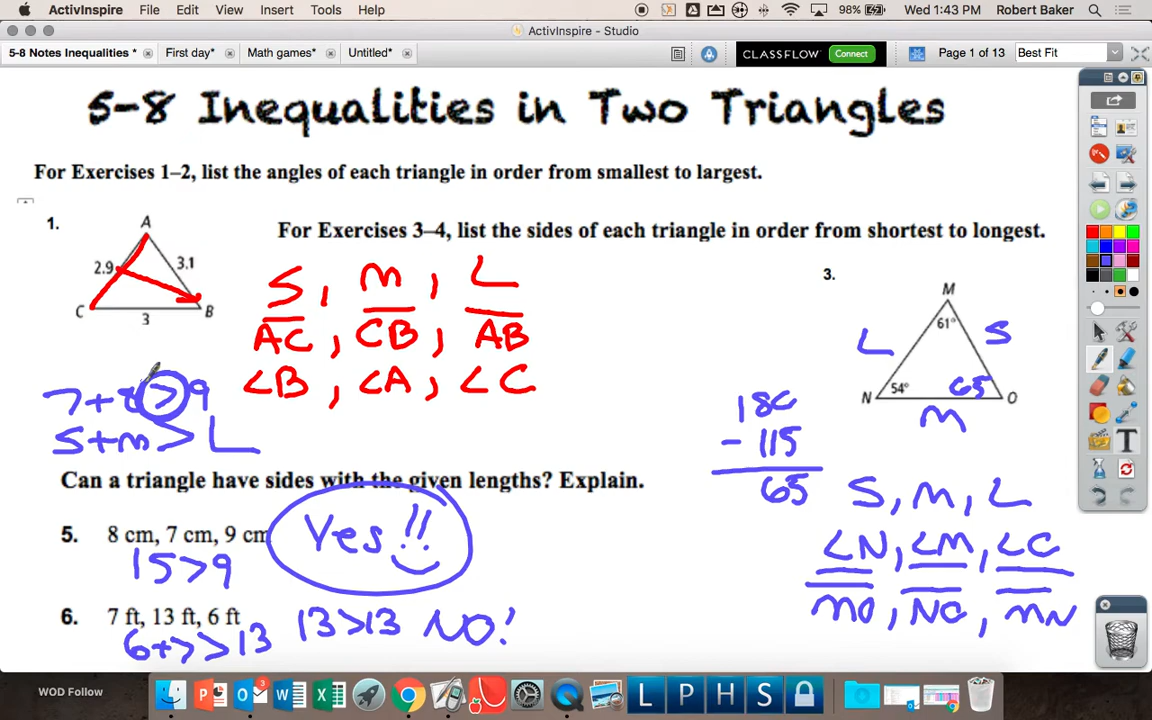 ActivInspire File Edit View Insert Tools Help 98% Wed 1:43 PM Robert Baker
ActivInspire - Studio
5-8 Notes Inequalities * First day* Math games* Untitled* CLASSFLOW Connect Page 1 of 13 Best Fit
5-8 Inequalities in Two Triangles
For Exercises 1–2, list the angles of each triangle in order from smallest to largest.
1.
A
2.9
3.1
C
B
3
For Exercises 3–4, list the sides of each triangle in order from shortest to longest.
S, M, L
AC, CB, AB
∠B, ∠A, ∠C
3.
M
61°
L
S
54°
65
N
O
M
180
- 115
65
S, M, L
∠N, ∠M, ∠O
MO, NO, MN
7+8>9
S+m>L
Can a triangle have sides with the given lengths? Explain.
5. 8 cm, 7 cm, 9 cm
Yes!!
15>9
6. 7 ft, 13 ft, 6 ft
13>13 NO!
6+7>13
WOD Follow
3
L P H S